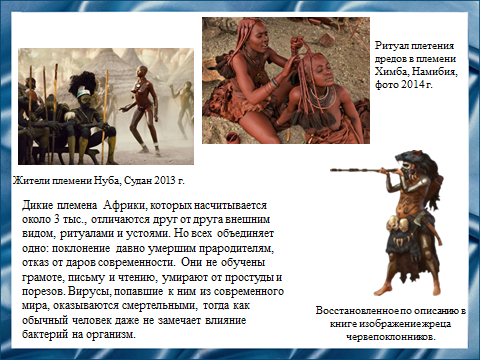 Ритуал плетения
дредов в племени
Химба, Намибия,
фото 2014 г.
Жители племени Нуба, Судан 2013 г.
Дикие племена Африки, которых насчитывается
около 3 тыс., отличаются друг от друга внешним
видом, ритуалами и устоями. Но всех объединяет
одно: поклонение давно умершим прародителям,
отказ от даров современности. Они не обучены
грамоте, письму и чтению, умирают от простуды и
порезов. Вирусы, попавшие к ним из современного
мира, оказываются смертельными, тогда как
обычный человек даже не замечает влияние
бактерий на организм.
Восстановленное по описанию в
книге изображение жреца
червепоклонников.